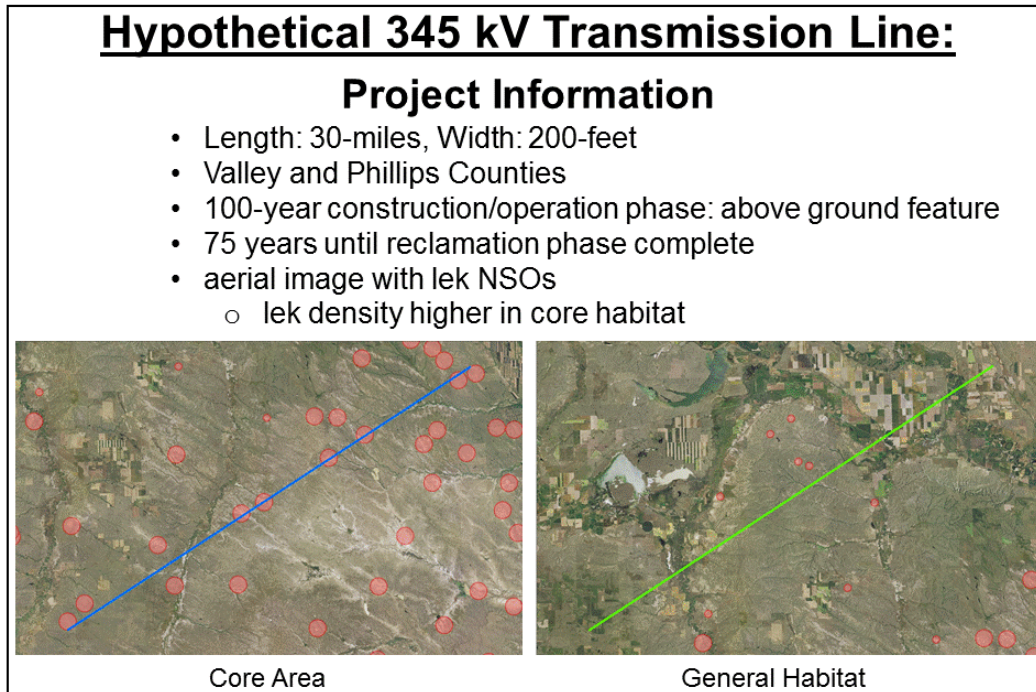 Hypothetical 345 kV Transmission Line:
Project Information
• Length: 30-miles, Width: 200-feet
• Valley and Phillips Counties
• 100-year construction/operation phase: above ground feature
• 75 years until reclamation phase complete
• aerial image with lek NSOs
o lek density higher in core habitat
Core Area
General Habitat